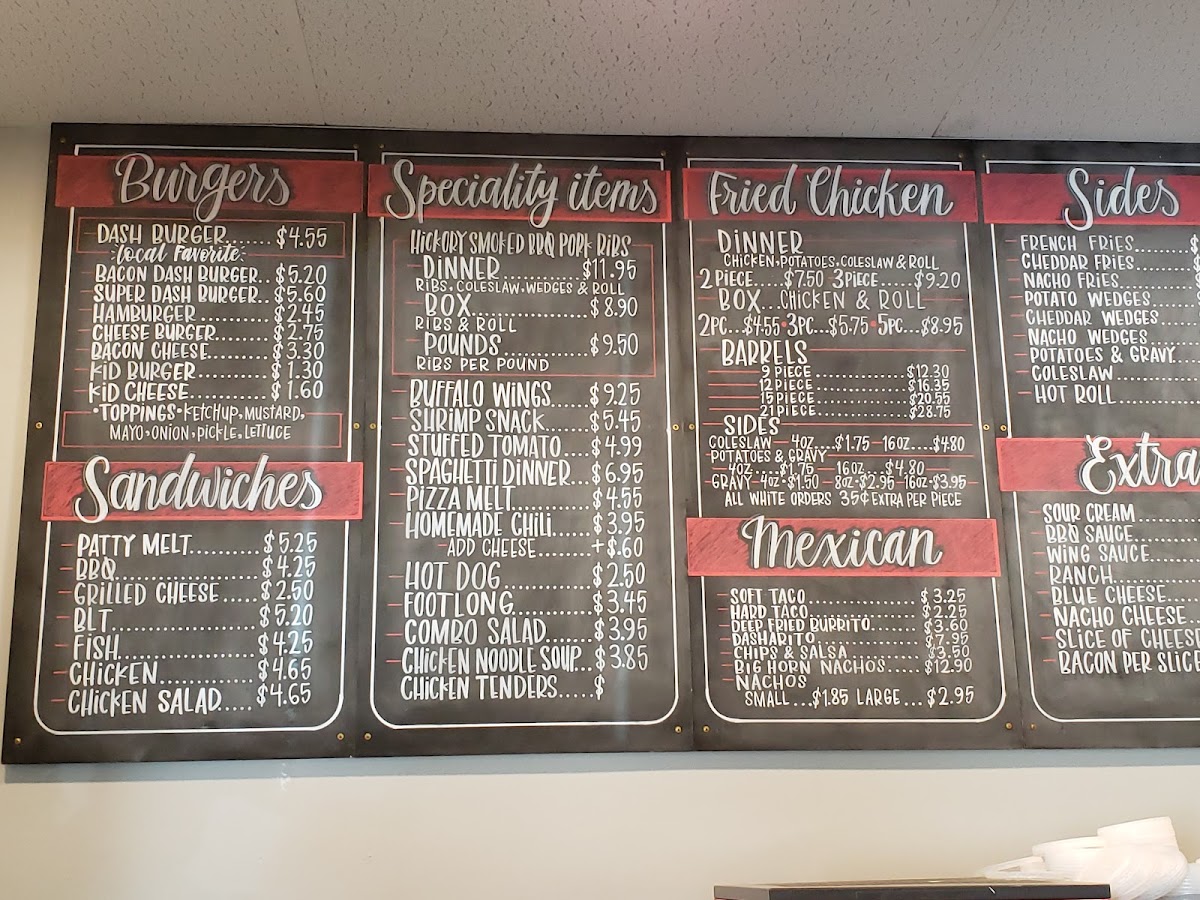 Burgers
DASH BURGER.......$4.55
·local Favorite·
BACON DASH BURGER..$5.20
SUPER DASH BURGER..$5.60
HAMBURGER............$2.45
CHEESE BURGER........$2.75
BACON CHEESE.........$3.30
KID BURGER............$1.30
KID CHEESE............$1.60
·TOPPINGS·KETCHUP,MUSTARD,
MAYO,ONION,PICKLE,LETTUCE
Sandwiches
PATTY MELT..........$5.25
BBQ....................$4.25
GRILLED CHEESE.....$2.50
BLT....................$5.20
FISH...................$4.25
CHICKEN..............$4.65
CHICKEN SALAD.....$4.65
Speciality items
HICKORY SMOKED BBQ PORK RIBS
DINNER..........$11.95
RIBS,COLESLAW,WEDGES & ROLL
BOX...............$8.90
RIBS & ROLL
POUNDS...........$9.50
RIBS PER POUND
BUFFALO WINGS......$9.25
SHRIMP SNACK......$5.45
STUFFED TOMATO....$4.99
SPAGHETTI DINNER...$6.95
PIZZA MELT..........$4.55
HOMEMADE CHILI.....$3.95
ADD CHEESE........+$.60
HOT DOG............$2.50
FOOTLONG..........$3.45
COMBO SALAD......$3.95
CHICKEN NOODLE SOUP..$3.85
CHICKEN TENDERS.....$
Fried Chicken
DINNER
CHICKEN,POTATOES,COLESLAW & ROLL
2 PIECE.....$7.50 3 PIECE.....$9.20
BOX...CHICKEN & ROLL
2PC...$4.55·3PC...$5.75·5PC...$8.95
BARRELS
9 PIECE................$12.30
12 PIECE...............$16.35
15 PIECE...............$20.55
21 PIECE...............$28.75
SIDES
COLESLAW—4OZ....$1.75—16OZ....$4.80
POTATOES & GRAVY
4OZ.....$1.75—16OZ....$4.80
GRAVY-4OZ·$1.50—8OZ·$2.95-16OZ·$3.95
ALL WHITE ORDERS 35¢ EXTRA PER PIECE
Mexican
SOFT TACO................$3.25
HARD TACO................$2.25
DEEP FRIED BURRITO.......$3.60
DASHARITO................$7.95
CHIPS & SALSA............$3.50
BIG HORN NACHOS.......$12.90
NACHOS
SMALL...$1.85 LARGE...$2.95
Sides
FRENCH FRIES.........$
CHEDDAR FRIES.......
NACHO FRIES.........
POTATO WEDGES......
CHEDDAR WEDGES....
NACHO WEDGES.......
POTATOES & GRAVY..
COLESLAW............
HOT ROLL.............
Extra
SOUR CREAM.........
BBQ SAUCE..........
WING SAUCE........
RANCH..............
BLUE CHEESE.......
NACHO CHEESE.....
SLICE OF CHEESE
BACON PER SLICE